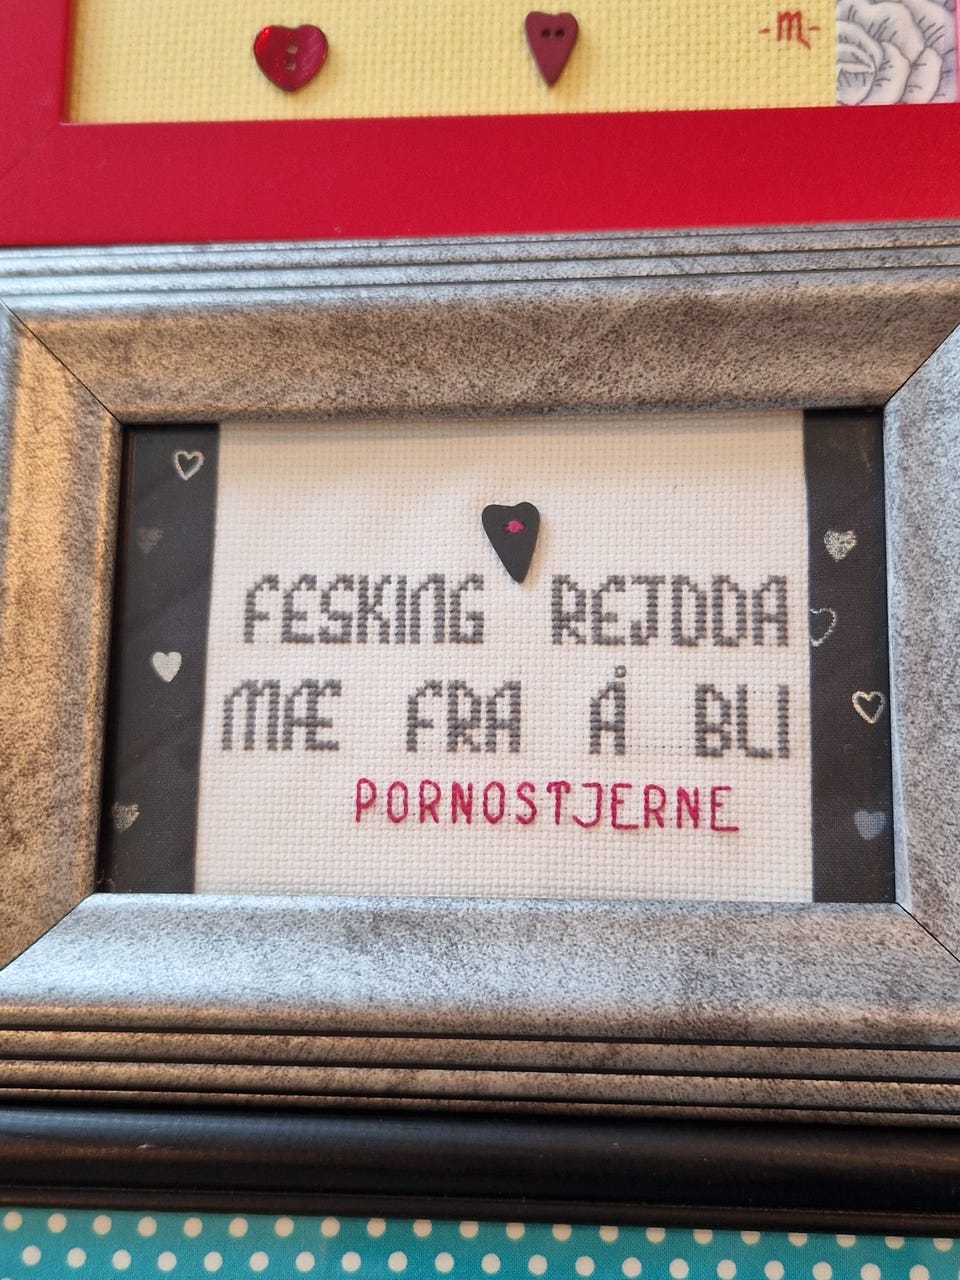 -m-
FESKING REJDDA
MÆ FRA Å BLI
PORNOSTJERNE